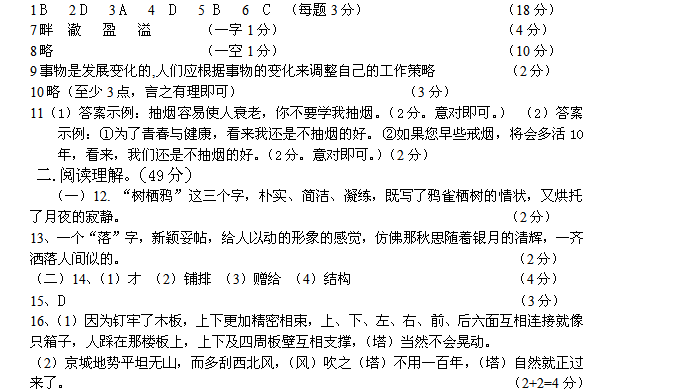 1 B 2 D 3 A 4 D 5 B 6 C （每题 3 分） （18 分）
7 畔 澈 盈 溢 （一字 1 分） （4 分）
8 略 （一空 1 分） （10 分）
9 事物是发展变化的,人们应根据事物的变化来调整自己的工作策略 （2 分）
10 略（至少 3 点，言之有理即可） （3 分）
11（1）答案示例：抽烟容易使人衰老，你不要学我抽烟。（2 分。意对即可。）（2）答案
示例：①为了青春与健康，看来我还是不抽烟的好。②如果您早些戒烟，将会多活 10
年，看来，我们还是不抽烟的好。（2 分。意对即可。）（2 分）
二. 阅读理解。（49 分）
（一）12. “树栖鸦”这三个字，朴实、简洁、凝练，既写了鸦雀栖树的情状，又烘托
了月夜的寂静。 （2 分）
13、一个“落”字，新颖妥帖，给人以动的形象的感觉，仿佛那秋思随着银月的清辉，一齐
洒落人间似的。 （2 分）
（二）14、（1）才 （2）铺排 （3）赠给 （4）结构 （4 分）
15、D （3 分）
16、（1）因为钉牢了木板，上下更加精密相束，上、下、左、右、前、后六面互相连接就像
只箱子，人踩在那楼板上，上下及四周板壁互相支撑，（塔）当然不会晃动。
（2）京城地势平坦无山，而多刮西北风，（风）吹之（塔）不用一百年，（塔）自然就正过
来了。 （2+2=4 分）